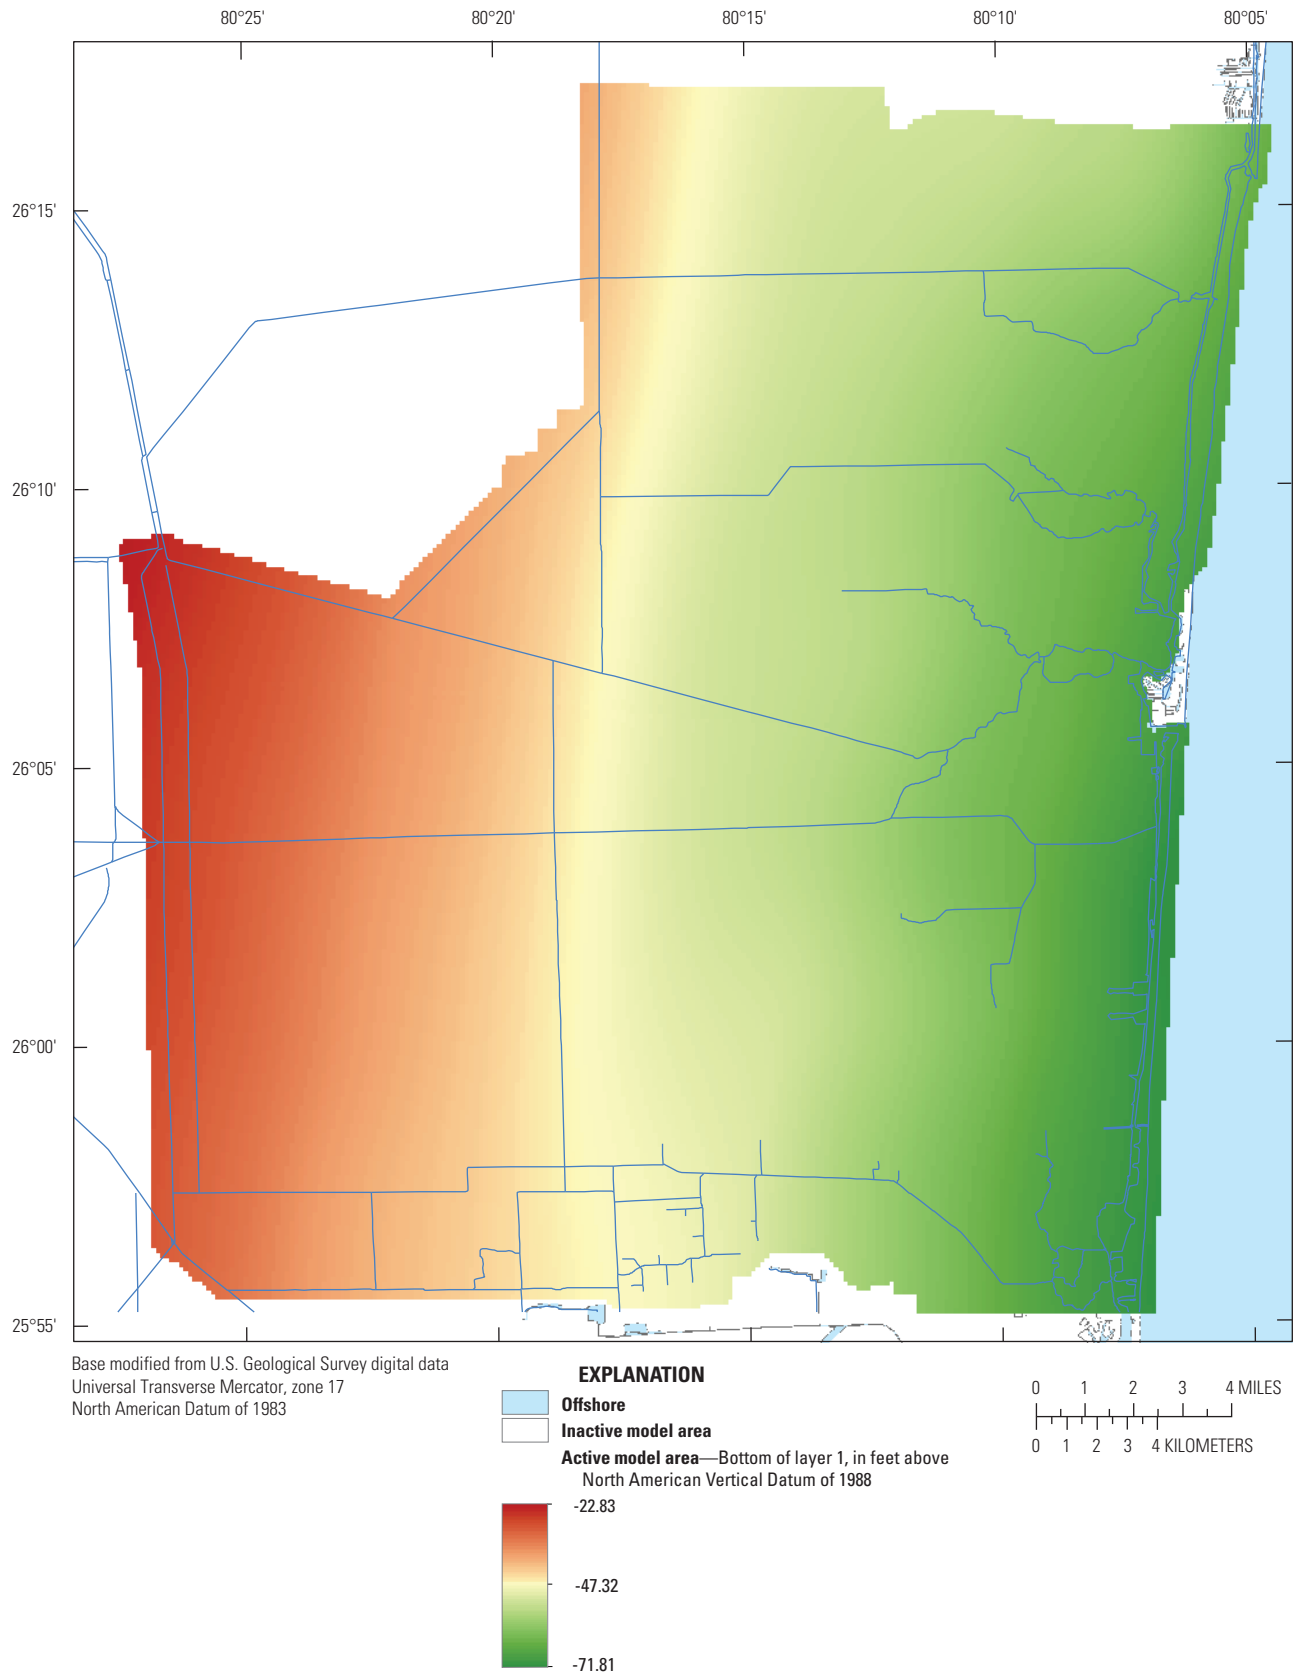 80°25'
80°20'
80°15'
80°10'
80°05'
26°15'
26°10'
26°05'
26°00'
25°55'
Base modified from U.S. Geological Survey digital data
Universal Transverse Mercator, zone 17
North American Datum of 1983
EXPLANATION
Offshore
Inactive model area
Active model area—Bottom of layer 1, in feet above
North American Vertical Datum of 1988
-22.83
-47.32
-71.81
0 1 2 3 4 MILES
0 1 2 3 4 KILOMETERS